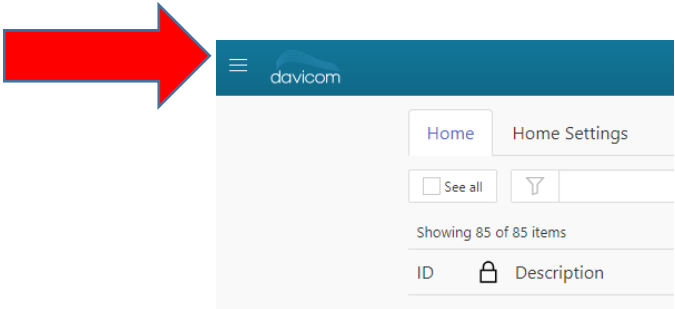 davicom
Home Home Settings
See all
Showing 85 of 85 items
ID Description